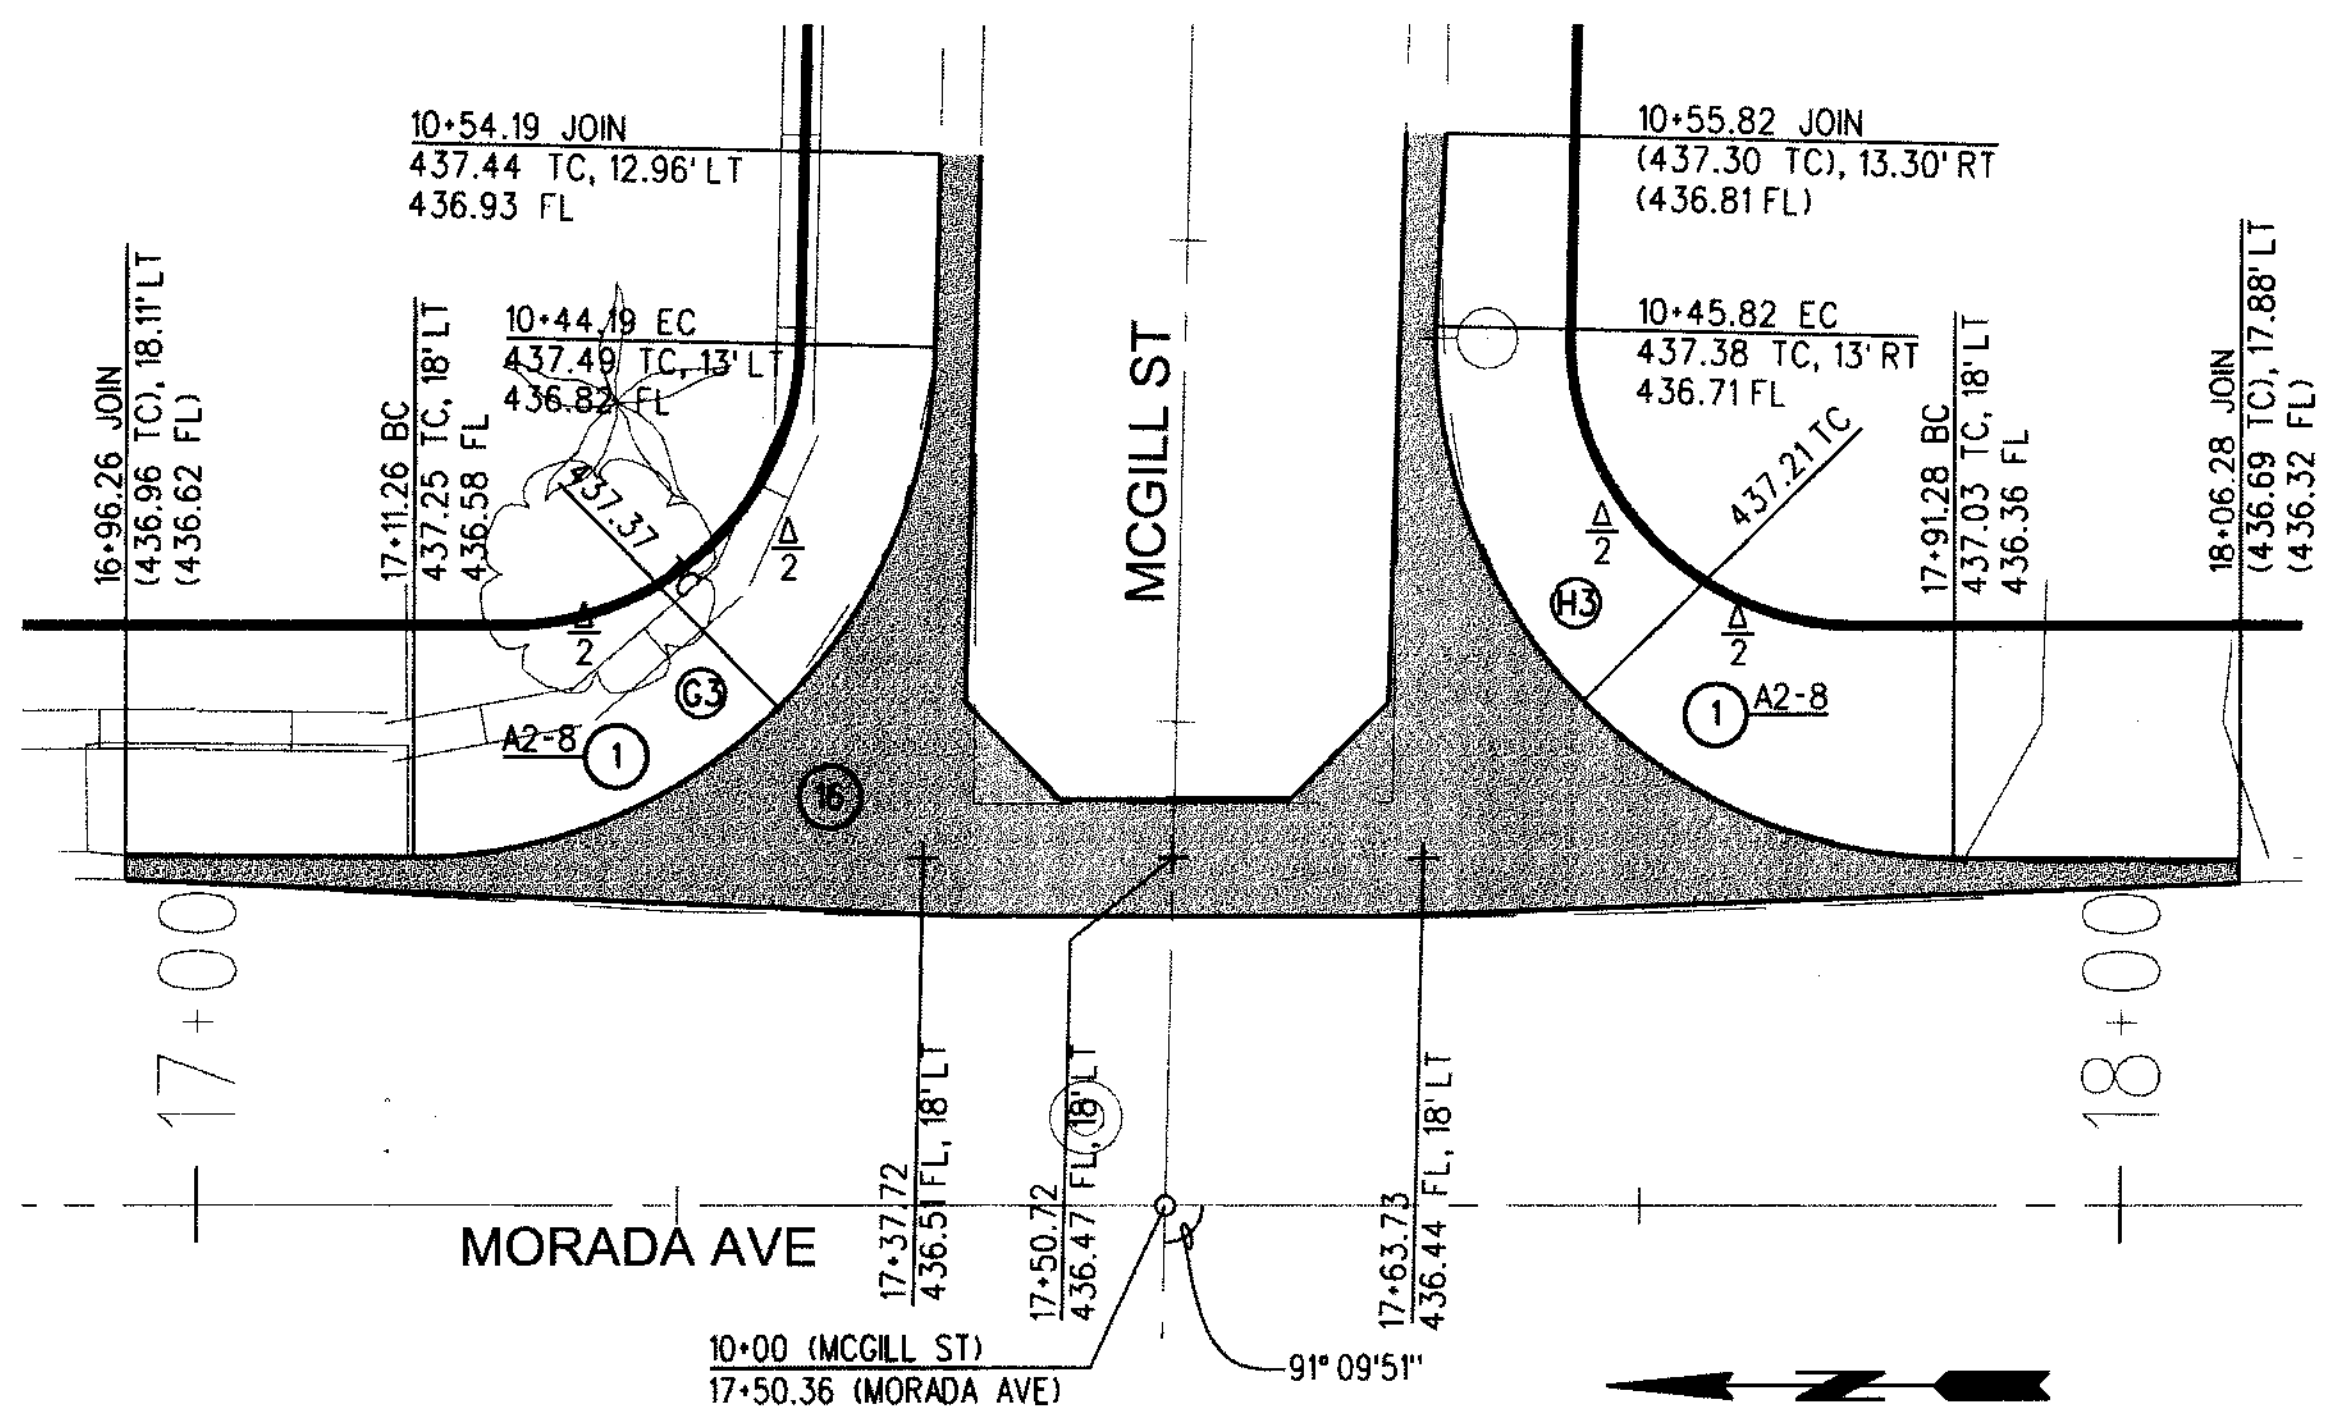 10+54.19 JOIN
437.44 TC, 12.96' LT
436.93 FL
10+55.82 JOIN
(437.30 TC), 13.30' RT
(436.81 FL)
10+44.19 EC
437.49 TC, 13' LT
436.82 FL
10+45.82 EC
437.38 TC, 13' RT
436.71 FL
16+96.26 JOIN
(436.96 TC), 18.11' LT
(436.62 FL)
17+11.26 BC
437.25 TC, 18' LT
436.58 FL
437.37
Δ
2
Δ
2
G3
A2-8
1
16
MCGILL ST
Δ
2
Δ
2
H3
437.21 TC
1
A2-8
17+91.28 BC
437.03 TC, 18' LT
436.36 FL
18+06.28 JOIN
(436.69 TC), 17.88' LT
(436.32 FL)
17+00
18+00
17+37.72
436.51 FL, 18' LT
17+50.72
436.47 FL, 18' LT
17+63.73
436.44 FL, 18' LT
MORADA AVE
10+00 (MCGILL ST)
17+50.36 (MORADA AVE)
91° 09'51"
Z